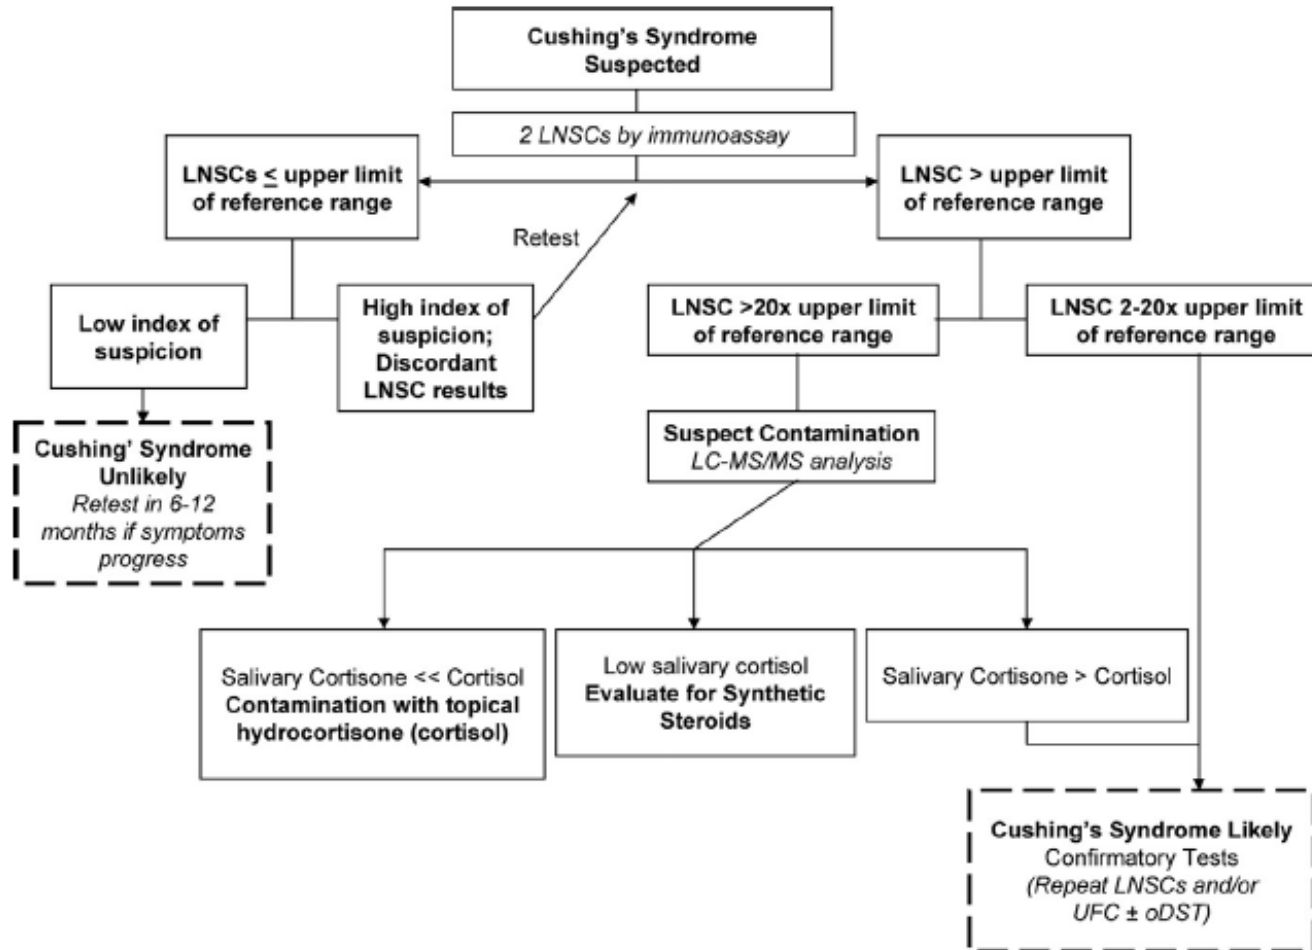 Cushing's Syndrome
Suspected
2 LNSCs by immunoassay
LNSCs ≤ upper limit
of reference range
LNSC > upper limit
of reference range
Retest
Low index of
suspicion
High index of
suspicion;
Discordant
LNSC results
LNSC >20x upper limit
of reference range
LNSC 2-20x upper limit
of reference range
Cushing' Syndrome
Unlikely
Retest in 6-12
months if symptoms
progress
Suspect Contamination
LC-MS/MS analysis
Salivary Cortisone << Cortisol
Contamination with topical
hydrocortisone (cortisol)
Low salivary cortisol
Evaluate for Synthetic
Steroids
Salivary Cortisone > Cortisol
Cushing's Syndrome Likely
Confirmatory Tests
(Repeat LNSCs and/or
UFC ± oDST)